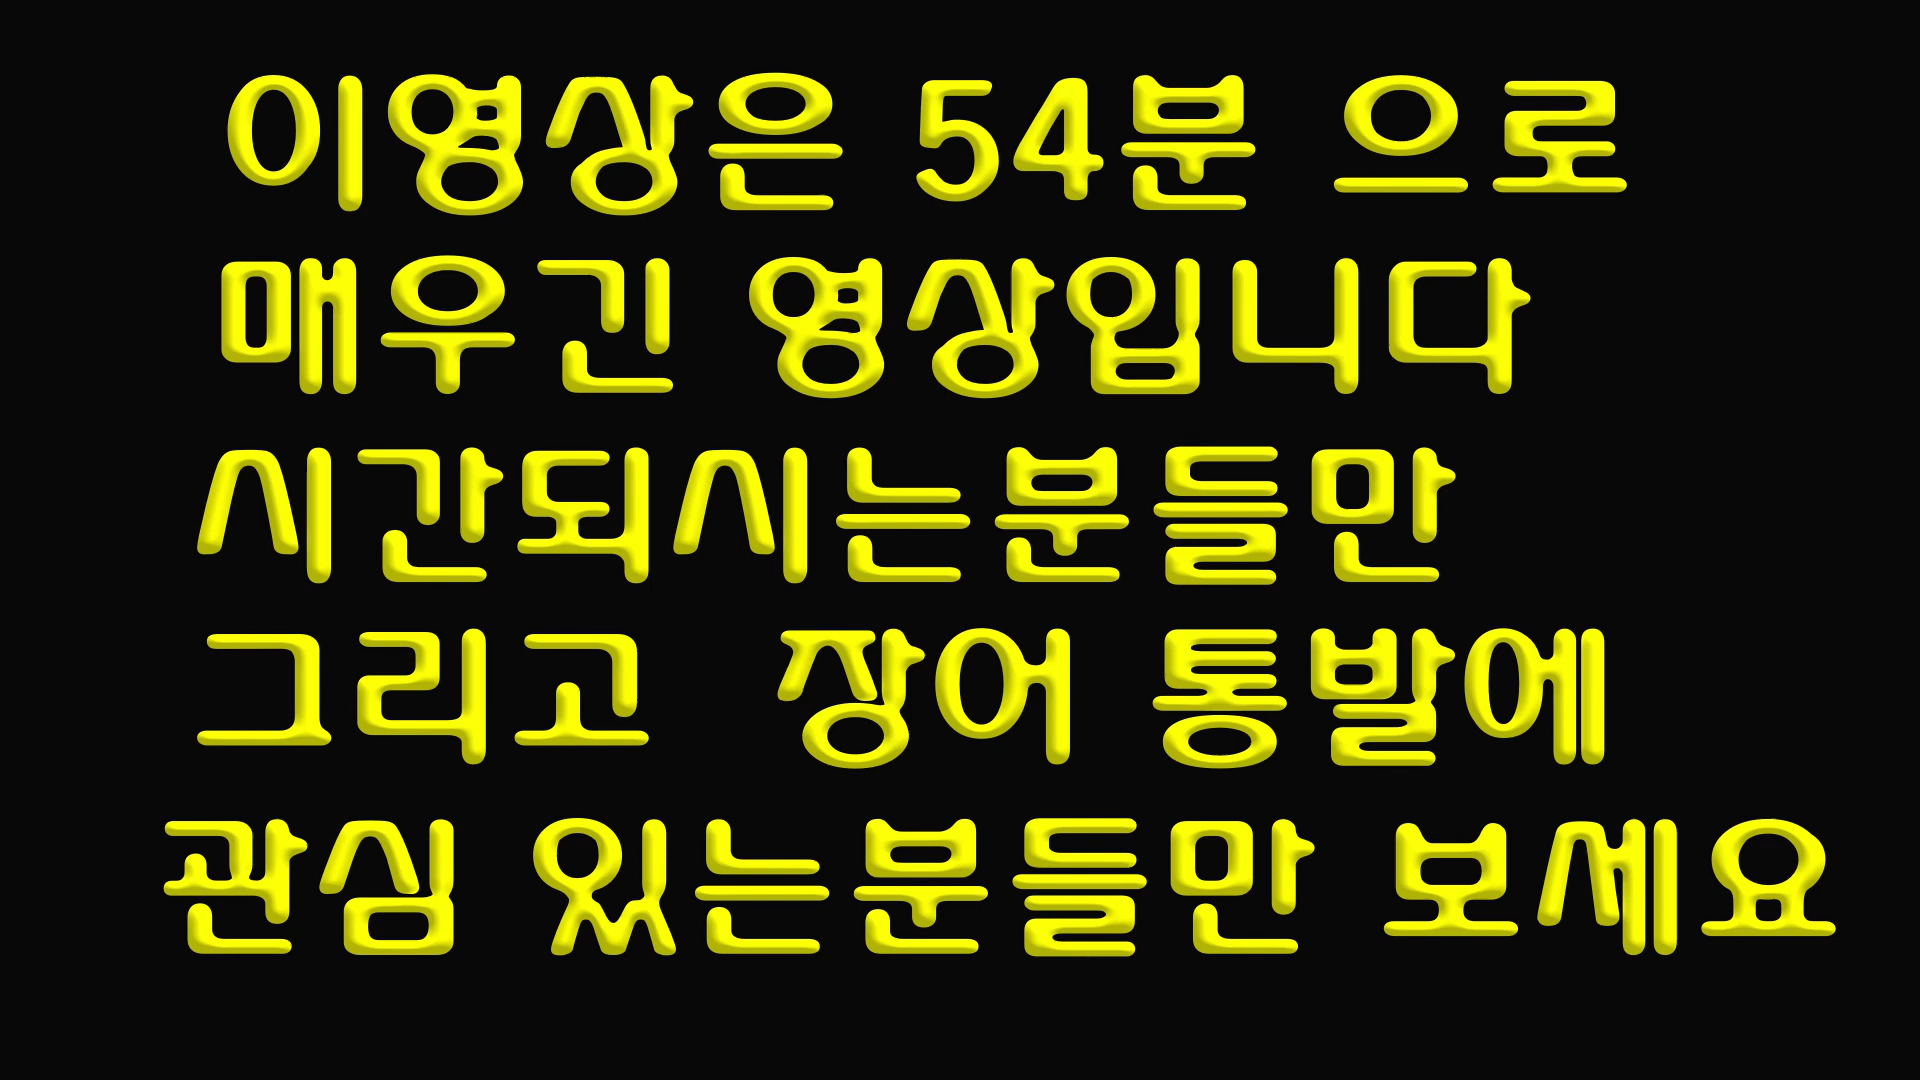 이영상은 54분 으로
매우긴 영상입니다
시간되시는분들만
그리고 장어 통발에
관심 있는분들만 보세요